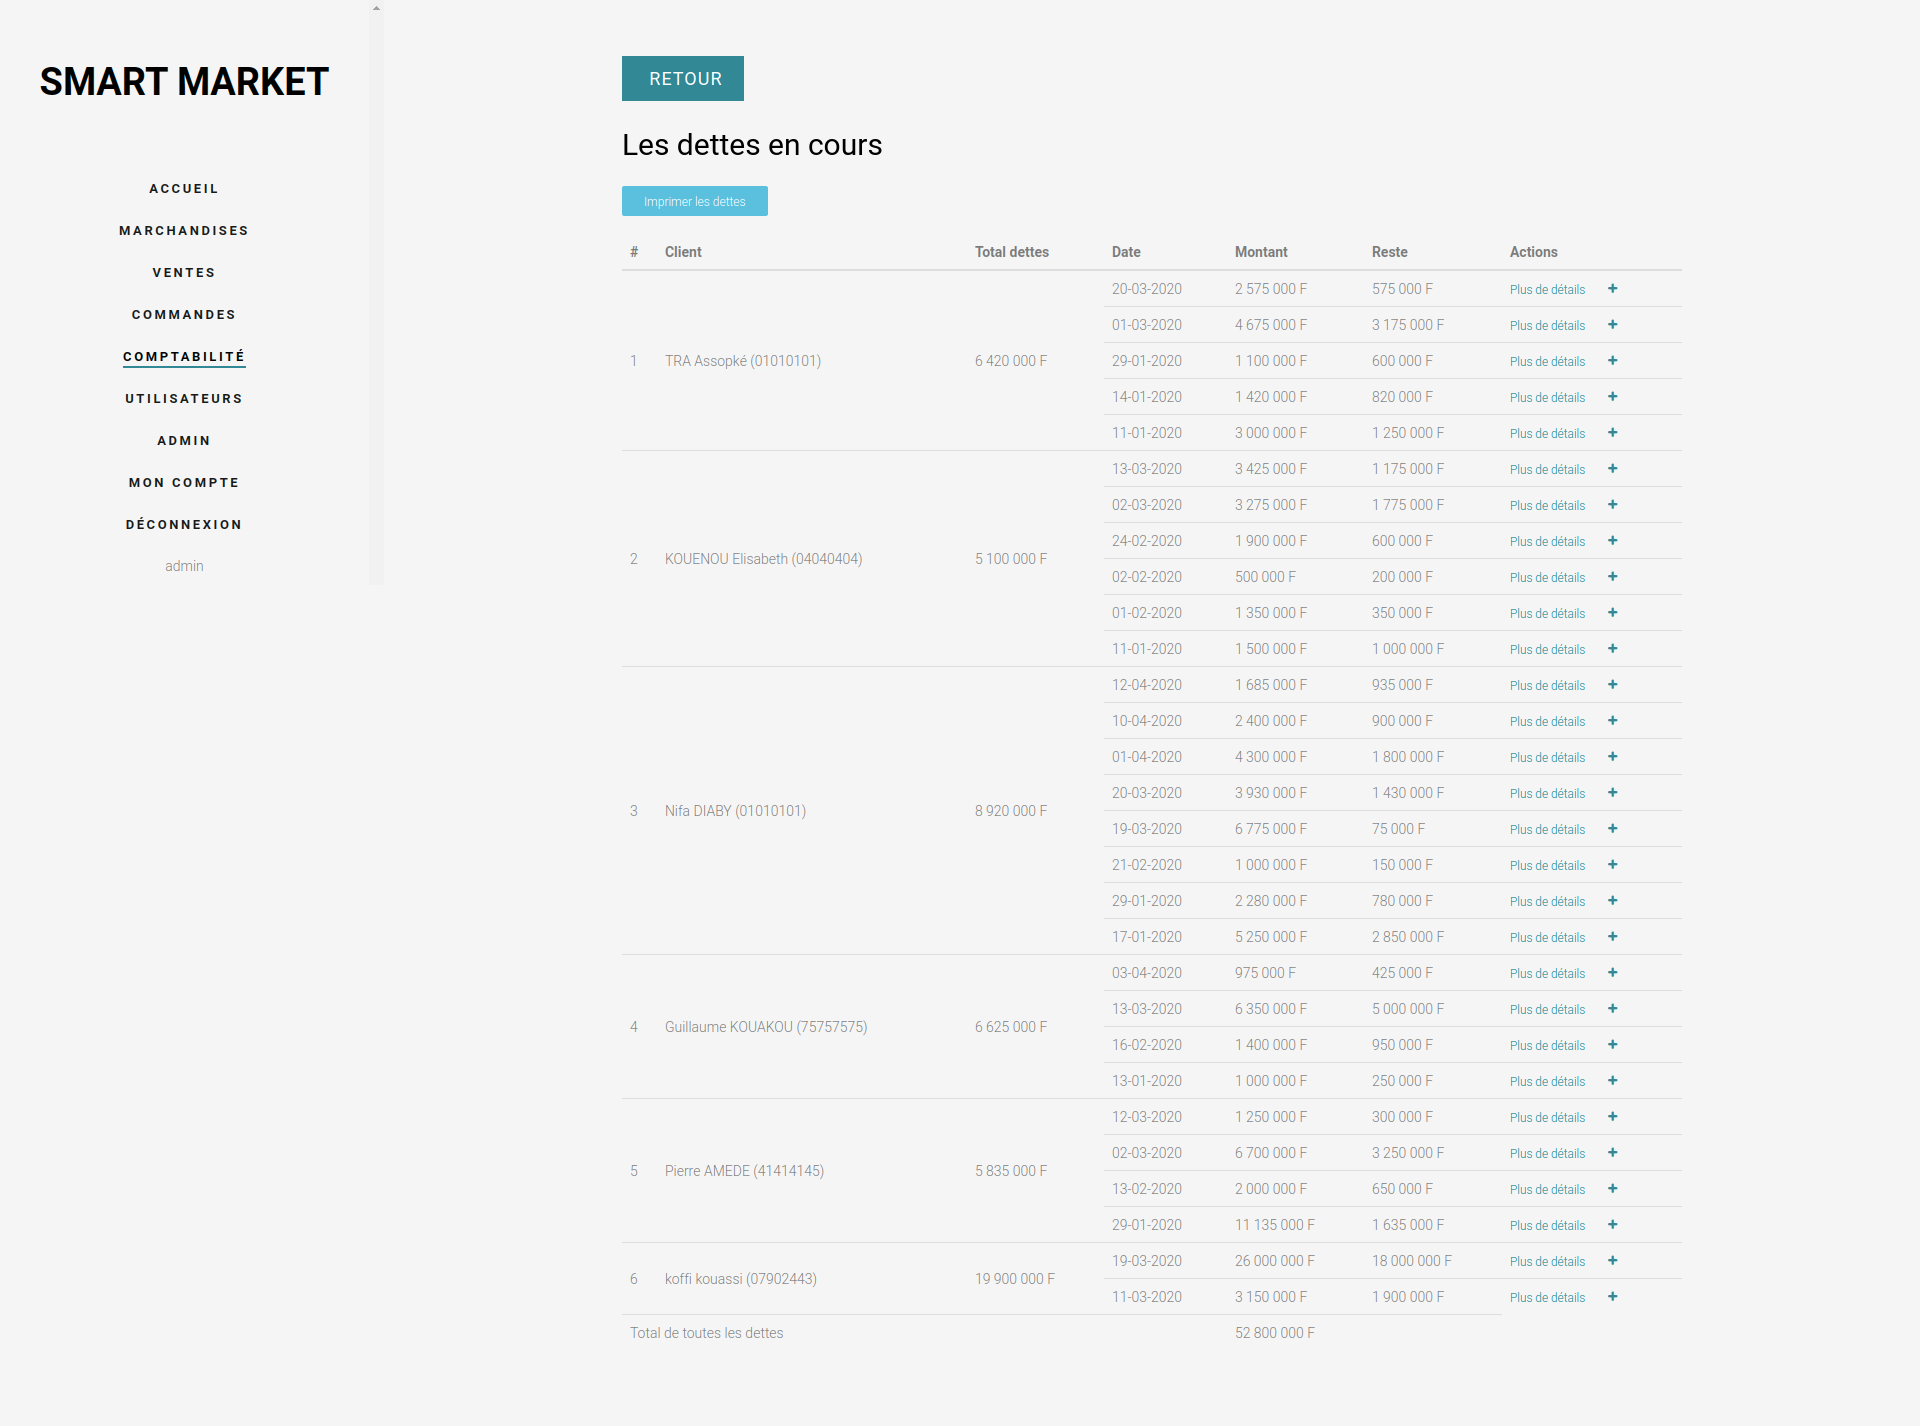 SMART MARKET
ACCUEIL
MARCHANDISES
VENTES
COMMANDES
COMPTABILITÉ
UTILISATEURS
ADMIN
MON COMPTE
DÉCONNEXION
admin
RETOUR
Les dettes en cours
Imprimer les dettes
# Client Total dettes Date Montant Reste Actions
20-03-2020 2 575 000 F 575 000 F Plus de détails +
01-03-2020 4 675 000 F 3 175 000 F Plus de détails +
1 TRA Assopké (01010101) 6 420 000 F 29-01-2020 1 100 000 F 600 000 F Plus de détails +
14-01-2020 1 420 000 F 820 000 F Plus de détails +
11-01-2020 3 000 000 F 1 250 000 F Plus de détails +
13-03-2020 3 425 000 F 1 175 000 F Plus de détails +
02-03-2020 3 275 000 F 1 775 000 F Plus de détails +
24-02-2020 1 900 000 F 600 000 F Plus de détails +
2 KOUENOU Elisabeth (04040404) 5 100 000 F
02-02-2020 500 000 F 200 000 F Plus de détails +
01-02-2020 1 350 000 F 350 000 F Plus de détails +
11-01-2020 1 500 000 F 1 000 000 F Plus de détails +
12-04-2020 1 685 000 F 935 000 F Plus de détails +
10-04-2020 2 400 000 F 900 000 F Plus de détails +
01-04-2020 4 300 000 F 1 800 000 F Plus de détails +
20-03-2020 3 930 000 F 1 430 000 F Plus de détails +
3 Nifa DIABY (01010101) 8 920 000 F
19-03-2020 6 775 000 F 75 000 F Plus de détails +
21-02-2020 1 000 000 F 150 000 F Plus de détails +
29-01-2020 2 280 000 F 780 000 F Plus de détails +
17-01-2020 5 250 000 F 2 850 000 F Plus de détails +
03-04-2020 975 000 F 425 000 F Plus de détails +
13-03-2020 6 350 000 F 5 000 000 F Plus de détails +
4 Guillaume KOUAKOU (75757575) 6 625 000 F
16-02-2020 1 400 000 F 950 000 F Plus de détails +
13-01-2020 1 000 000 F 250 000 F Plus de détails +
12-03-2020 1 250 000 F 300 000 F Plus de détails +
02-03-2020 6 700 000 F 3 250 000 F Plus de détails +
5 Pierre AMEDE (41414145) 5 835 000 F
13-02-2020 2 000 000 F 650 000 F Plus de détails +
29-01-2020 11 135 000 F 1 635 000 F Plus de détails +
19-03-2020 26 000 000 F 18 000 000 F Plus de détails +
6 koffi kouassi (07902443) 19 900 000 F
11-03-2020 3 150 000 F 1 900 000 F Plus de détails +
Total de toutes les dettes 52 800 000 F